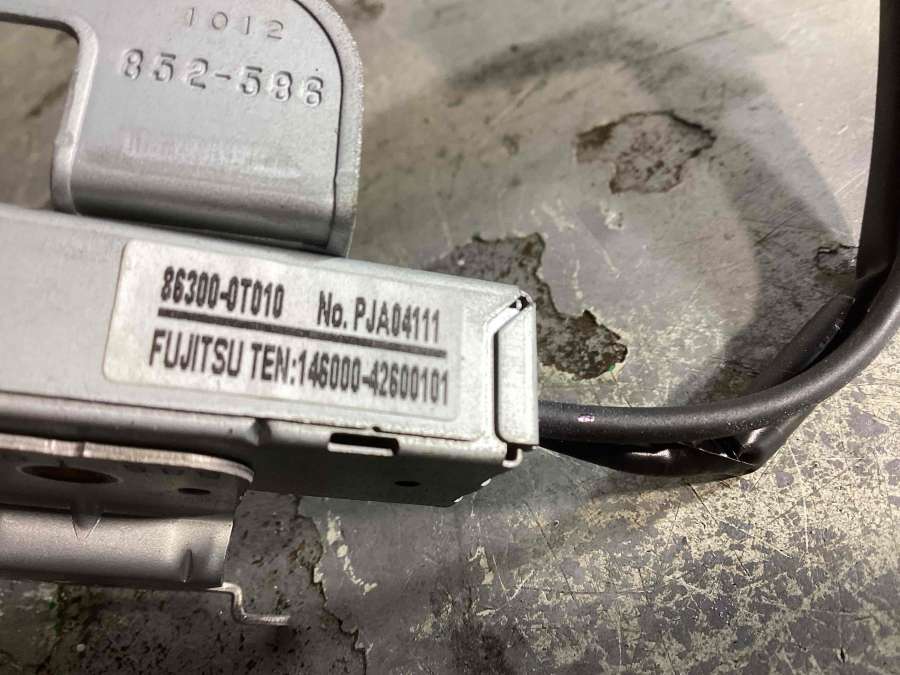 1012
852-586
86300-0T010 No. PJA04111
FUJITSU TEN:146000-42600101